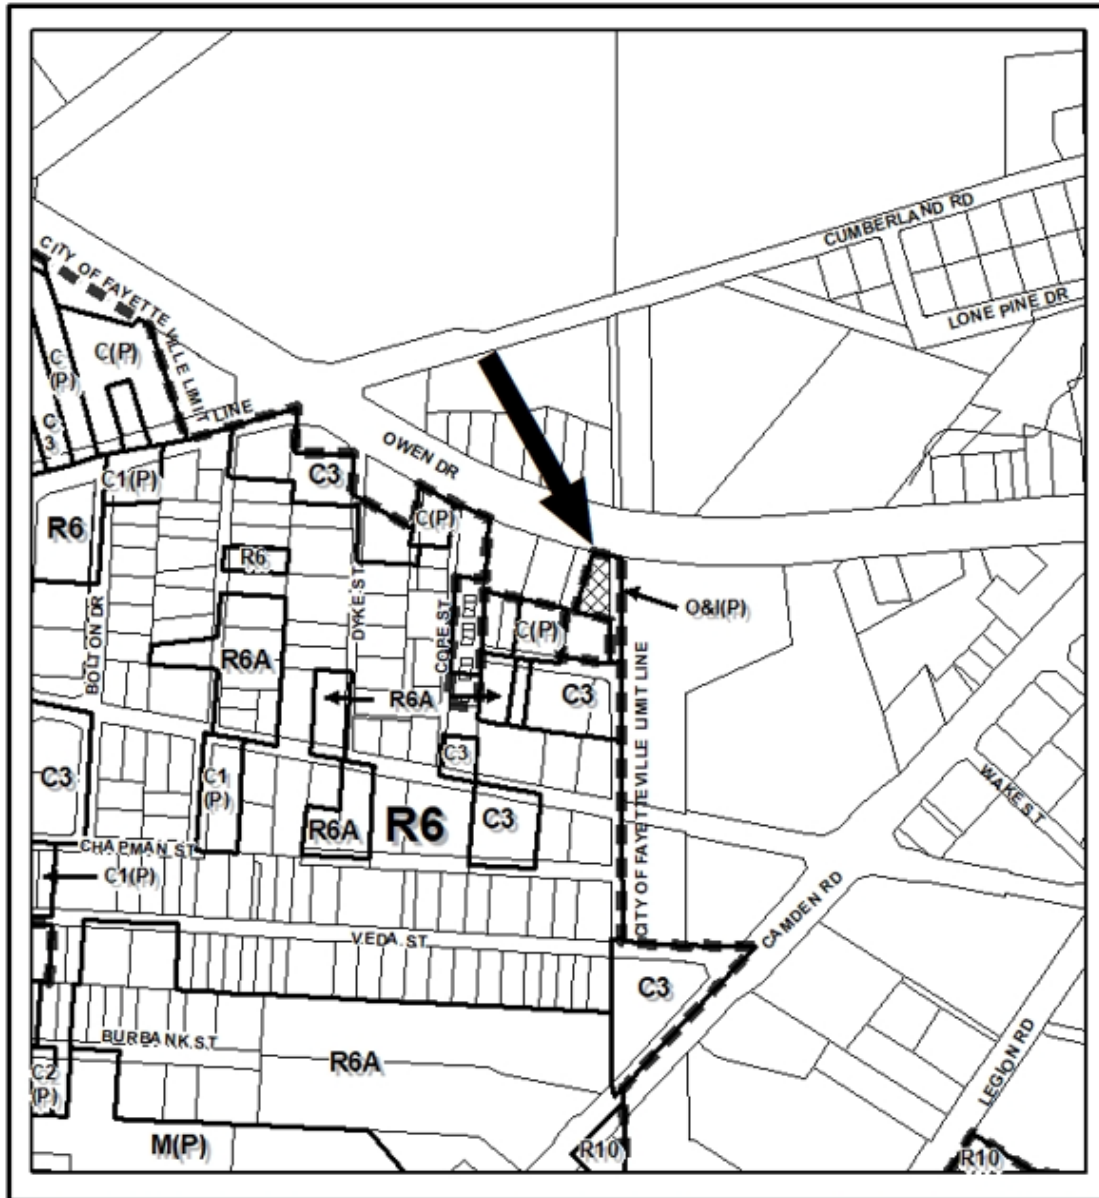 CUMBERLAND RD
LONE PINE DR
CITY OF FAYETTEVILLE LIMIT LINE
C(P)
C
(P)
C
3
OWEN DR
C1(P)
C3
C(P)
R6
R6
DYKE ST
COPE ST
C(P)
O&I(P)
BOLTON DR
R6A
R6A
C3
CITY OF FAYETTEVILLE LIMIT LINE
C3
C1
(P)
C3
R6A
R6
C3
WAKE ST
CHAPMAN ST
C1(P)
CAMDEN RD
VEDA ST
C3
BURBANK ST
R6A
C2
(P)
LEGION RD
M(P)
R10
R10